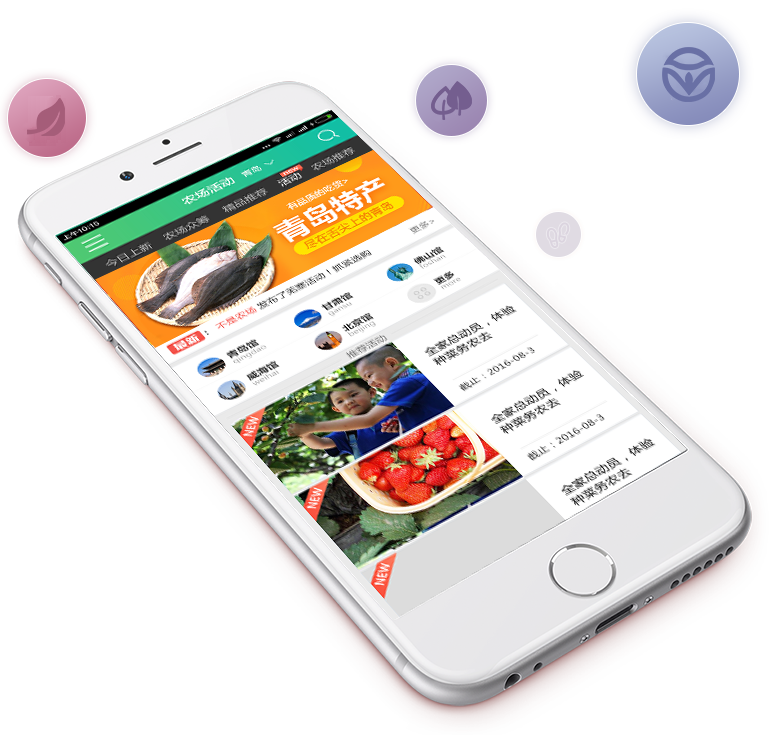 上午10:15
农场活动 青岛
今日上新 农场众筹 精品推荐 活动 农场推荐
NEW
有品质的吃货>
青岛特产
尽在舌尖上的青岛
最新 : 不是农场 发布了芜塞活动！抓紧选购
更多 >
青岛馆
qingdao
甘肃馆
gansu
佛山馆
foshan
威海馆
weihai
北京馆
beijing
更多
more
推荐活动
NEW
全家总动员，体验
种菜务农去
截止：2016-08-3
NEW
全家总动员，体验
种菜务农去
截止：2016-08-3
NEW
全家总动员，体验
种菜务农去